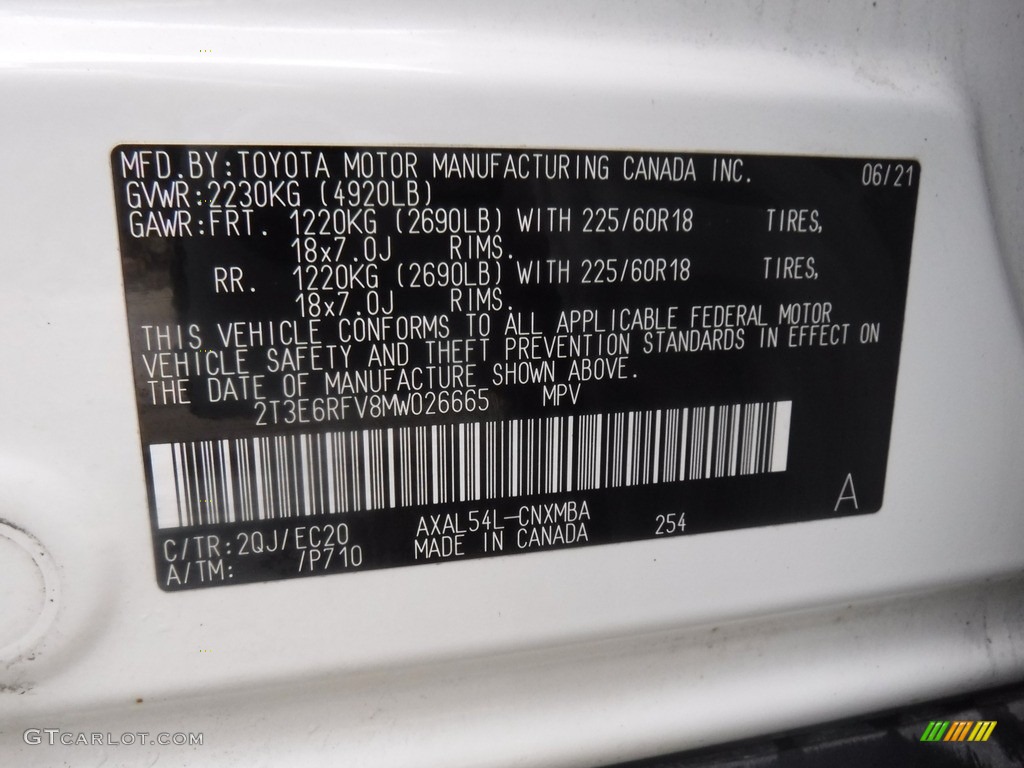 MFD.BY:TOYOTA MOTOR MANUFACTURING CANADA INC. 06/21
GVWR:2230KG (4920LB)
GAWR:FRT. 1220KG (2690LB) WITH 225/60R18 TIRES,
18x7.0J RIMS.
RR. 1220KG (2690LB) WITH 225/60R18 TIRES,
18x7.0J RIMS.
THIS VEHICLE CONFORMS TO ALL APPLICABLE FEDERAL MOTOR
VEHICLE SAFETY AND THEFT PREVENTION STANDARDS IN EFFECT ON
THE DATE OF MANUFACTURE SHOWN ABOVE.
2T3E6RFV8MW026665 MPV
A
C/TR:2QJ/EC20 AXAL54L-CNXMBA 254
A/TM: /P710 MADE IN CANADA
GTCARLOT.COM